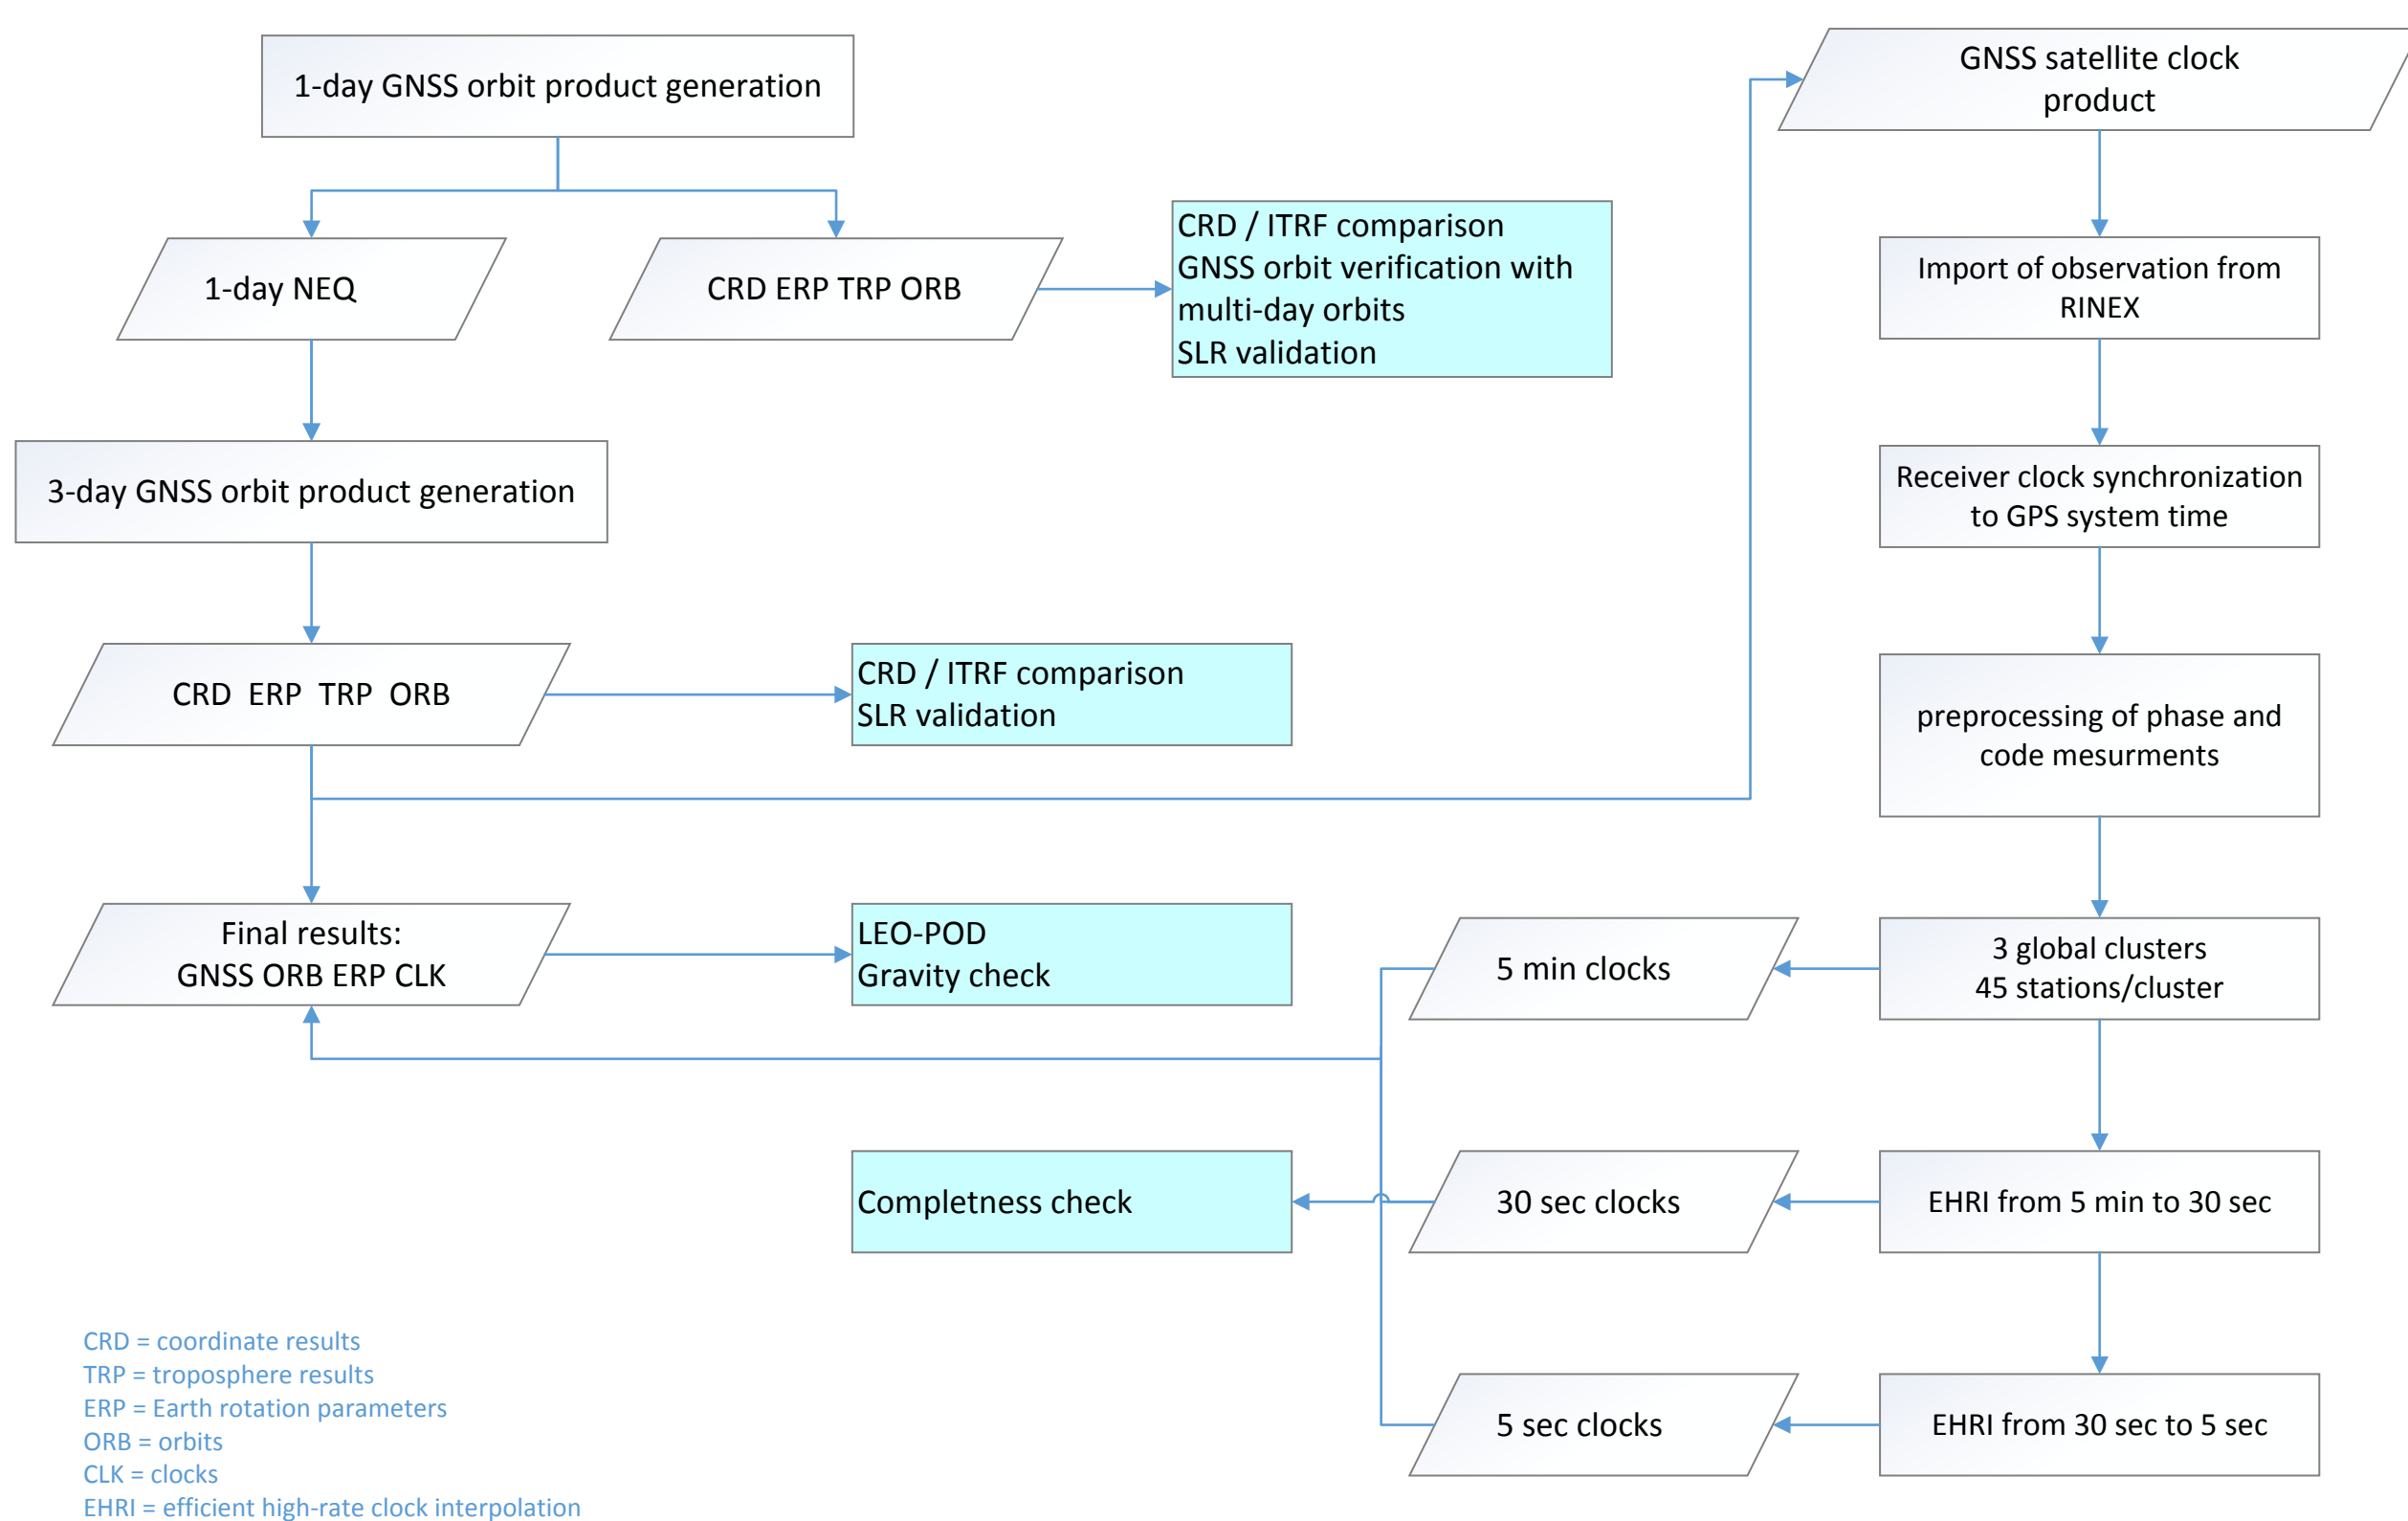 1-day GNSS orbit product generation
1-day NEQ
CRD ERP TRP ORB
CRD / ITRF comparison
GNSS orbit verification with
multi-day orbits
SLR validation
3-day GNSS orbit product generation
CRD ERP TRP ORB
CRD / ITRF comparison
SLR validation
Final results:
GNSS ORB ERP CLK
LEO-POD
Gravity check
GNSS satellite clock
product
Import of observation from
RINEX
Receiver clock synchronization
to GPS system time
preprocessing of phase and
code mesurments
3 global clusters
45 stations/cluster
5 min clocks
EHRI from 5 min to 30 sec
30 sec clocks
Completness check
EHRI from 30 sec to 5 sec
5 sec clocks
CRD = coordinate results
TRP = troposphere results
ERP = Earth rotation parameters
ORB = orbits
CLK = clocks
EHRI = efficient high-rate clock interpolation